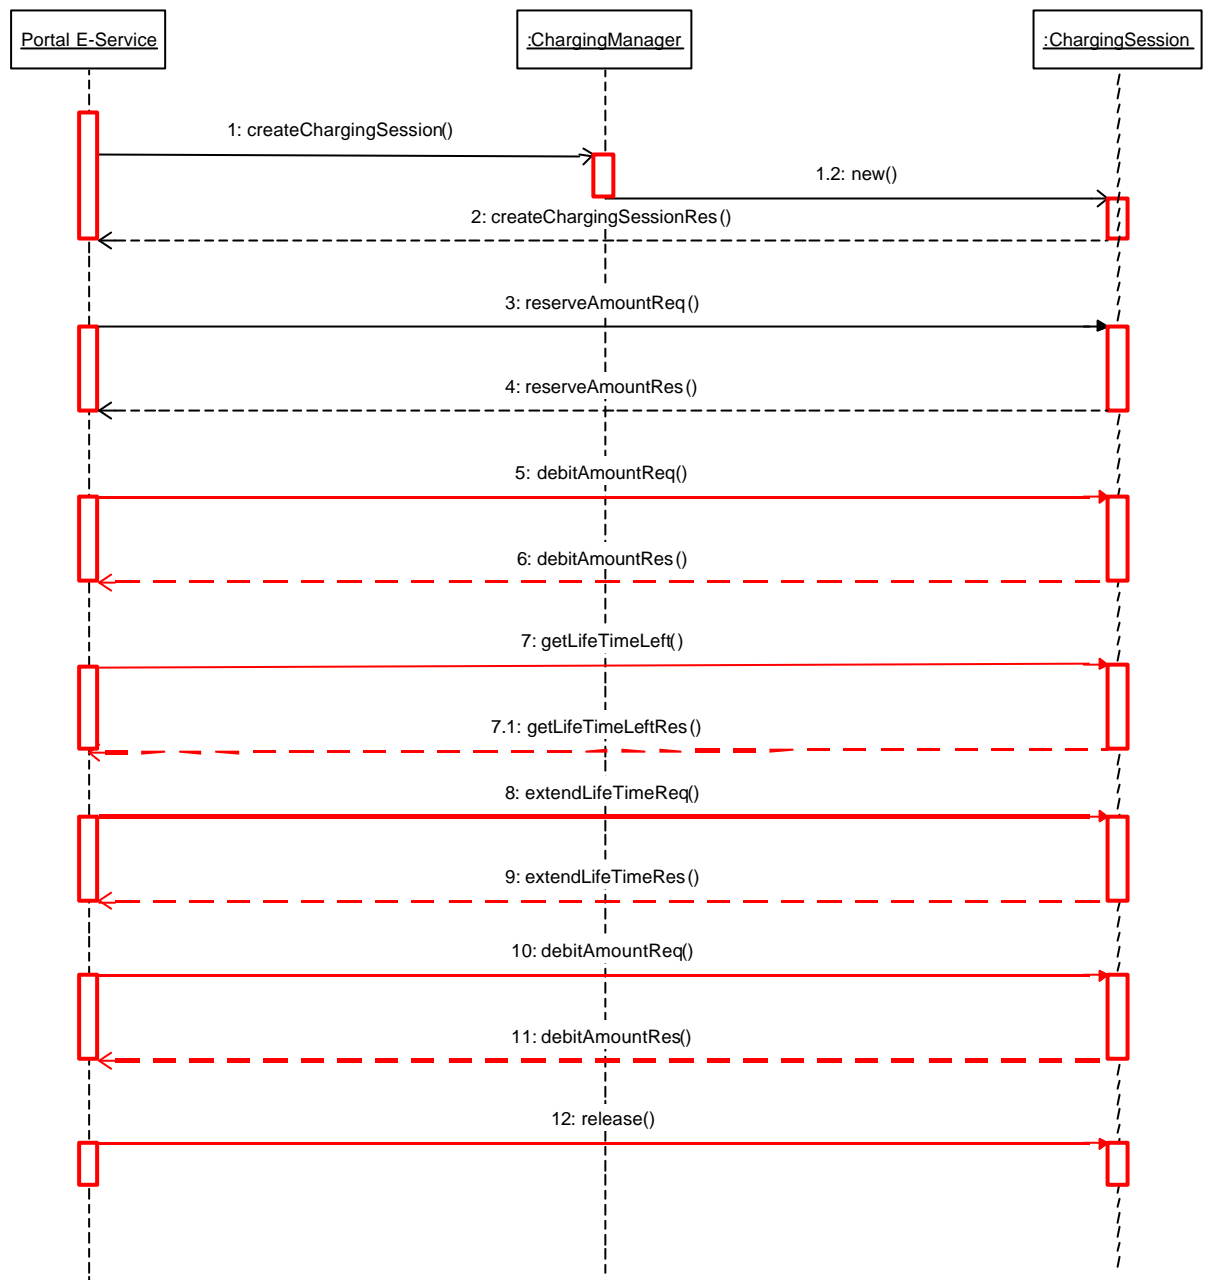 Portal E-Service
:ChargingManager
:ChargingSession
1: createChargingSession()
1.2: new()
2: createChargingSessionRes()
3: reserveAmountReq()
4: reserveAmountRes()
5: debitAmountReq()
6: debitAmountRes()
7: getLifeTimeLeft()
7.1: getLifeTimeLeftRes()
8: extendLifeTimeReq()
9: extendLifeTimeRes()
10: debitAmountReq()
11: debitAmountRes()
12: release()